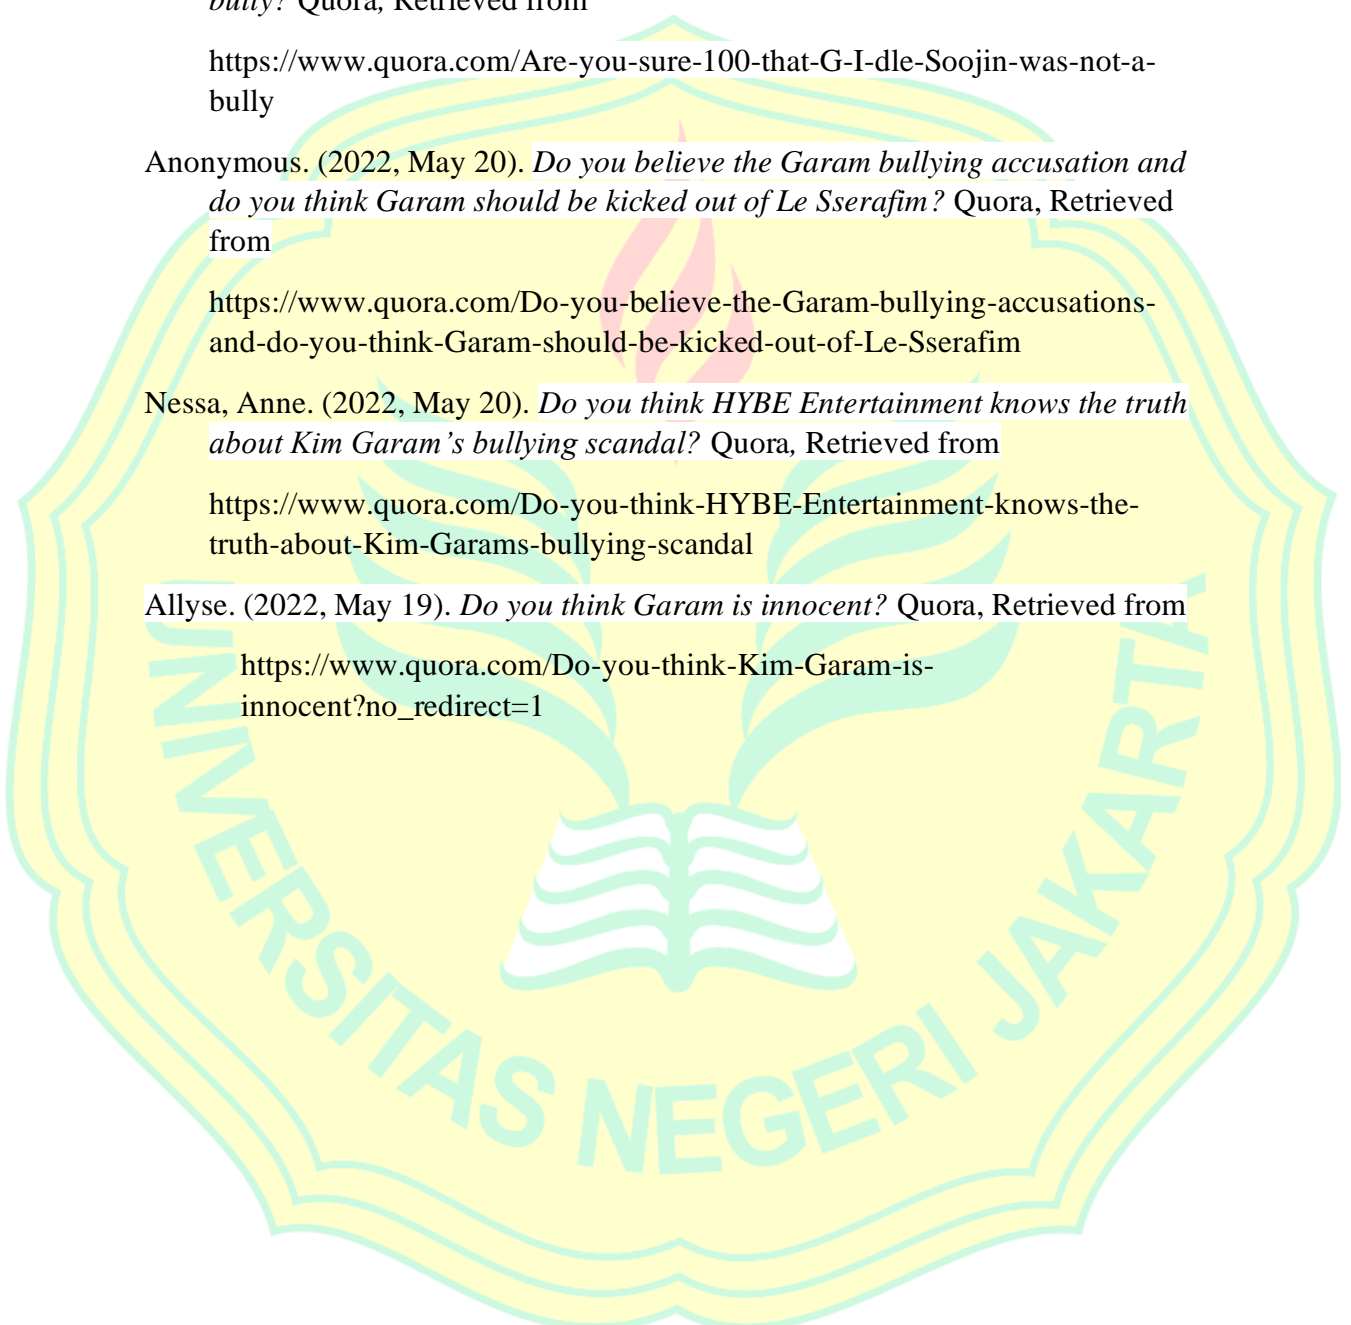 bully? Quora, Retrieved from
https://www.quora.com/Are-you-sure-100-that-G-I-dle-Soojin-was-not-a-
bully
Anonymous. (2022, May 20). Do you believe the Garam bullying accusation and
do you think Garam should be kicked out of Le Sserafim? Quora, Retrieved
from
https://www.quora.com/Do-you-believe-the-Garam-bullying-accusations-
and-do-you-think-Garam-should-be-kicked-out-of-Le-Sserafim
Nessa, Anne. (2022, May 20). Do you think HYBE Entertainment knows the truth
about Kim Garam’s bullying scandal? Quora, Retrieved from
https://www.quora.com/Do-you-think-HYBE-Entertainment-knows-the-
truth-about-Kim-Garams-bullying-scandal
Allyse. (2022, May 19). Do you think Garam is innocent? Quora, Retrieved from
https://www.quora.com/Do-you-think-Kim-Garam-is-
innocent?no_redirect=1
UNIVERSITAS NEGERI JAKARTA